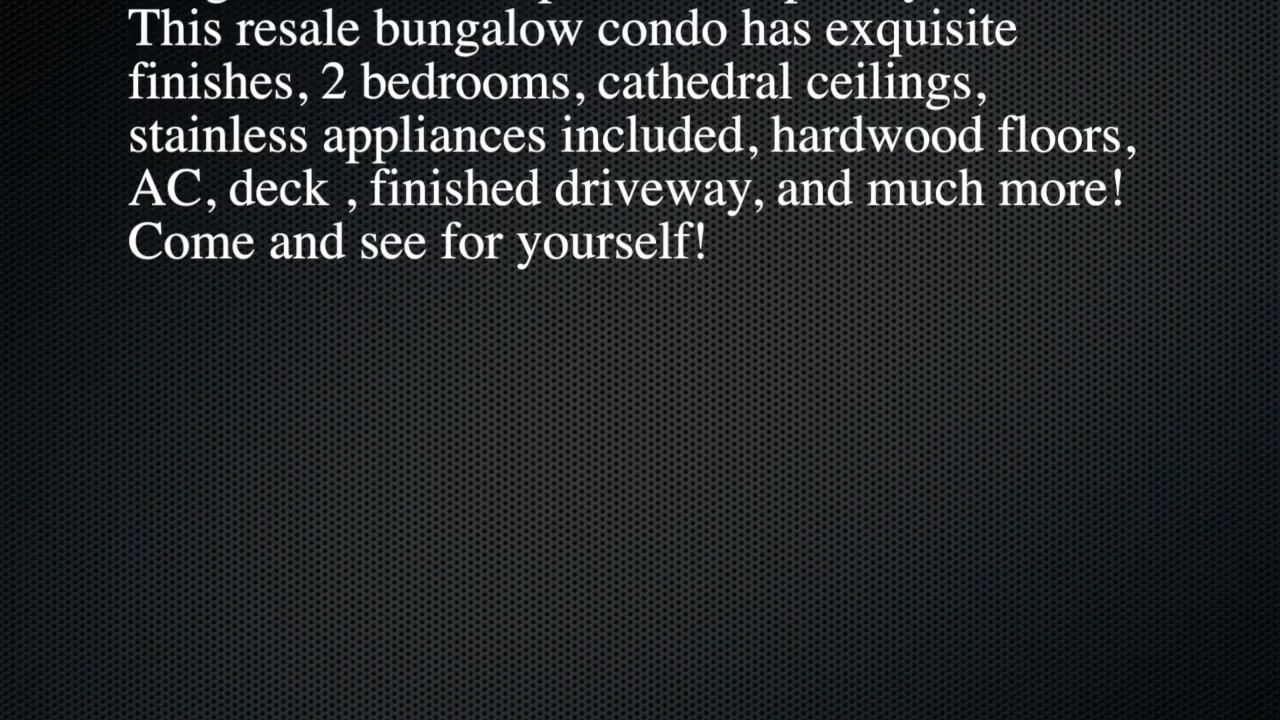 This resale bungalow condo has exquisite
finishes, 2 bedrooms, cathedral ceilings,
stainless appliances included, hardwood floors,
AC, deck , finished driveway, and much more!
Come and see for yourself!